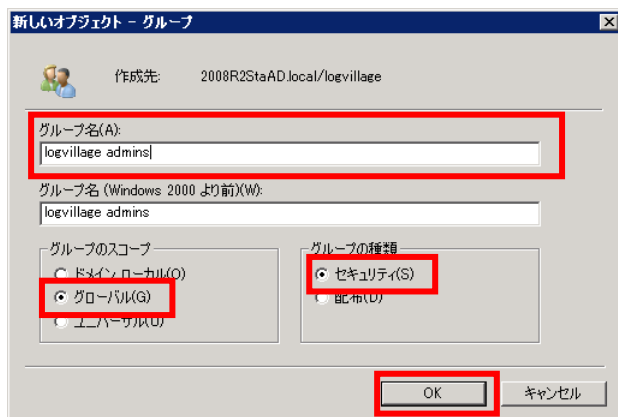 新しいオブジェクト - グループ
作成先: 2008R2StaAD.local/logvillage
グループ名(A):
logvillage admins
グループ名 (Windows 2000 より前)(W):
logvillage admins
グループのスコープ
ドメイン ローカル(O)
グローバル(G)
ユニバーサル(U)
グループの種類
セキュリティ(S)
配布(D)
OK
キャンセル